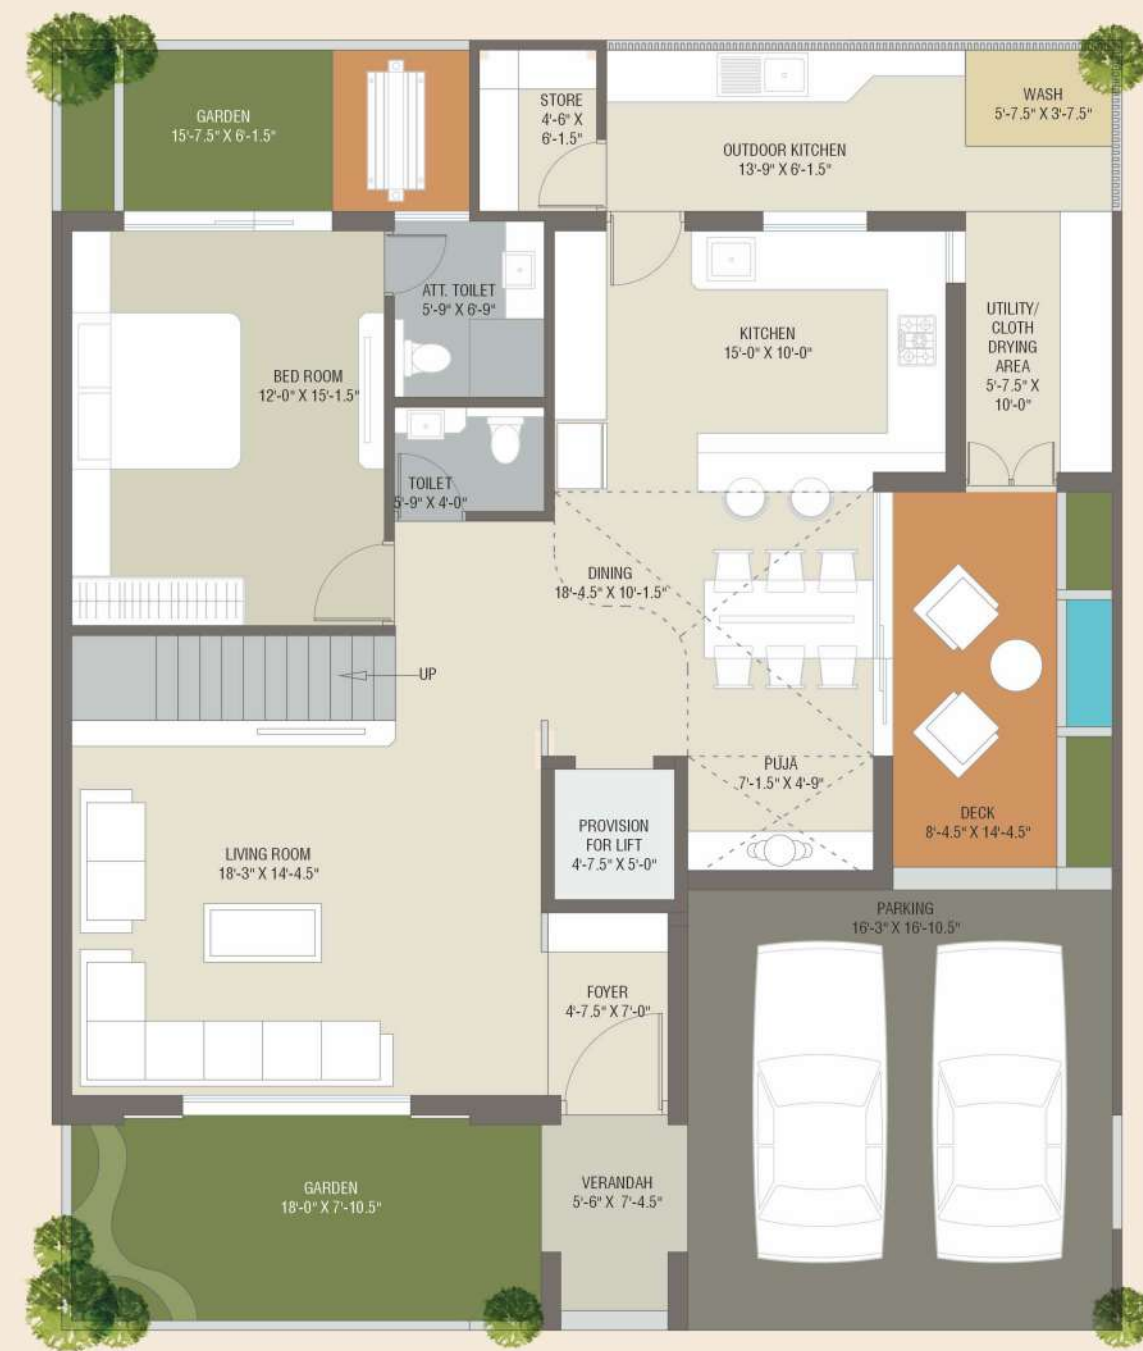 GARDEN
15'-7.5" X 6'-1.5"
STORE
4'-6" X
6'-1.5"
WASH
5'-7.5" X 3'-7.5"
OUTDOOR KITCHEN
13'-9" X 6'-1.5"
ATT. TOILET
5'-9" X 6'-9"
KITCHEN
15'-0" X 10'-0"
UTILITY/
CLOTH
DRYING
AREA
5'-7.5" X
10'-0"
BED ROOM
12'-0" X 15'-1.5"
TOILET
5'-9" X 4'-0"
DINING
18'-4.5" X 10'-1.5"
UP
PUJA
7'-1.5" X 4'-9"
DECK
8'-4.5" X 14'-4.5"
PROVISION
FOR LIFT
4'-7.5" X 5'-0"
LIVING ROOM
18'-3" X 14'-4.5"
PARKING
16'-3" X 16'-10.5"
FOYER
4'-7.5" X 7'-0"
GARDEN
18'-0" X 7'-10.5"
VERANDAH
5'-6" X 7'-4.5"